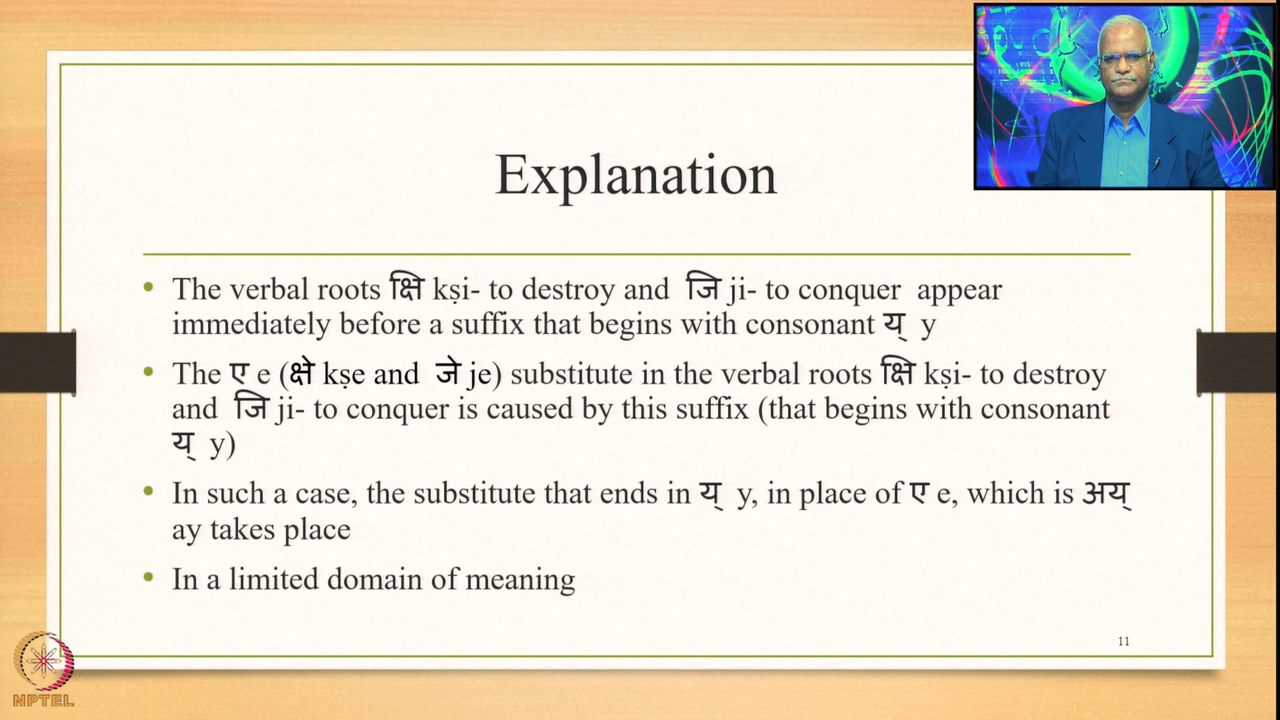 Explanation
• The verbal roots क्षि kṣi- to destroy and जि ji- to conquer appear
immediately before a suffix that begins with consonant य् y
• The ए e (क्षे kṣe and जे je) substitute in the verbal roots क्षि kṣi- to destroy
and जि ji- to conquer is caused by this suffix (that begins with consonant
य् y)
• In such a case, the substitute that ends in य् y, in place of ए e, which is अय्
ay takes place
• In a limited domain of meaning
11
NPTEL